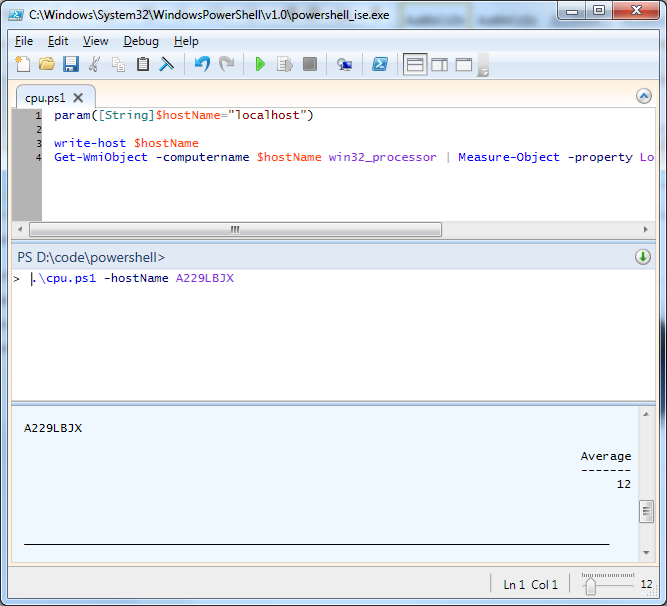 C:\Windows\System32\WindowsPowerShell\v1.0\powershell_ise.exe
File Edit View Debug Help
cpu.ps1
1 param([String]$hostName="localhost")
2
3 write-host $hostName
4 Get-WmiObject -computername $hostName win32_processor | Measure-Object -property Lo
PS D:\code\powershell>
> .\cpu.ps1 -hostName A229LBJX
A229LBJX
Average
-------
12
Ln 1 Col 1
12